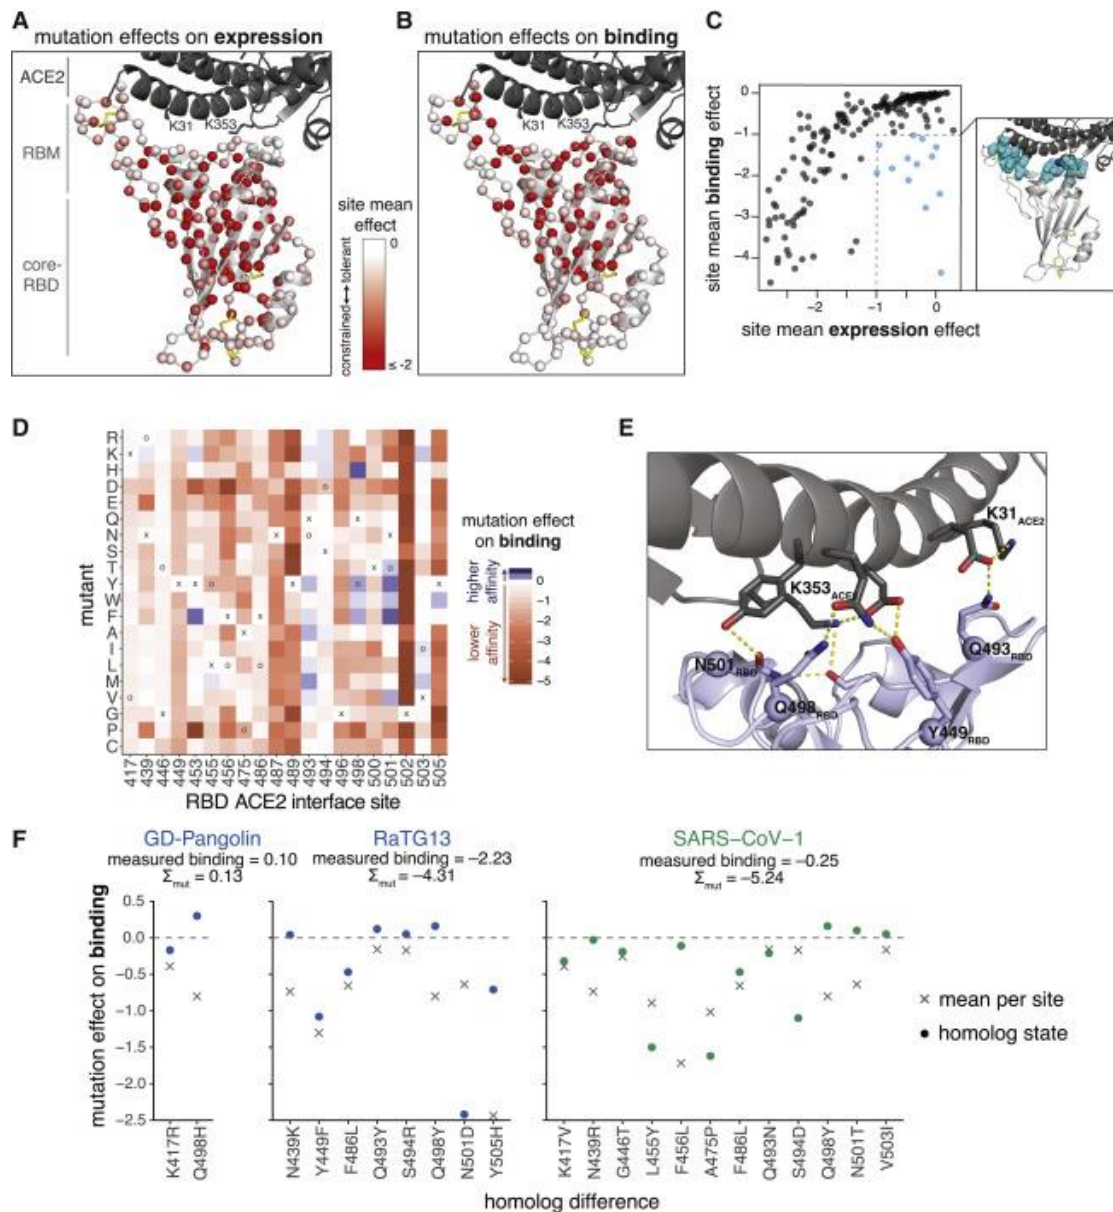 A
mutation effects on expression
ACE2
RBM
core-
RBD
K31
K353
site mean
effect
0
constrained↔tolerant
≤ -2
B
mutation effects on binding
K31
K353
C
site mean binding effect
0
−1
−2
−3
−4
−2
−1
0
site mean expression effect
D
mutant
R
K
H
D
E
Q
N
S
T
Y
W
F
A
I
L
M
V
G
P
C
417
439
446
449
453
455
456
475
486
487
489
493
494
496
498
500
501
502
503
505
RBD ACE2 interface site
mutation effect
on binding
higher
affinity
lower
affinity
0
−1
−2
−3
−4
−5
E
K31ACE2
K353ACE
N501RBD
Q498RBD
Q493RBD
Y449RBD
F
GD-Pangolin
measured binding = 0.10
Σmut = 0.13
RaTG13
measured binding = −2.23
Σmut = −4.31
SARS−CoV−1
measured binding = −0.25
Σmut = −5.24
mutation effect on binding
0.5
0.0
−0.5
−1.0
−1.5
−2.0
−2.5
K417R
Q498H
N439K
Y449F
F486L
Q493Y
S494R
Q498Y
N501D
Y505H
K417V
N439R
G446T
L455Y
F456L
A475P
F486L
Q493N
S494D
Q498Y
N501T
V503I
× mean per site
● homolog state
homolog difference